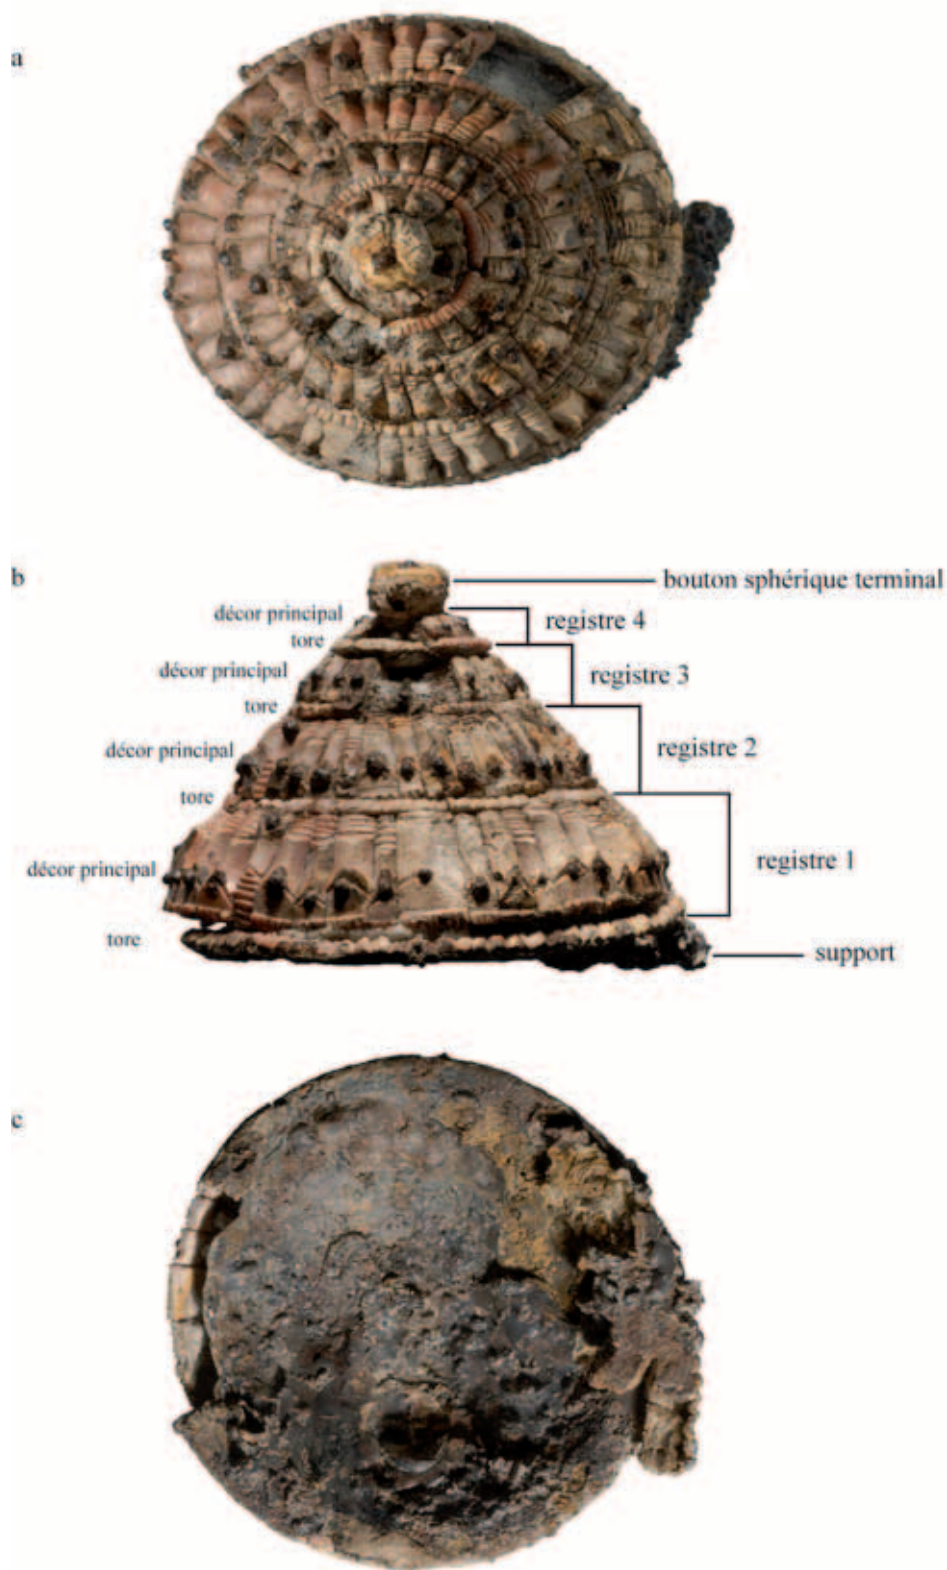 a
b
bouton sphérique terminal
décor principal
registre 4
tore
décor principal
registre 3
tore
registre 2
décor principal
tore
registre 1
décor principal
tore
support
c